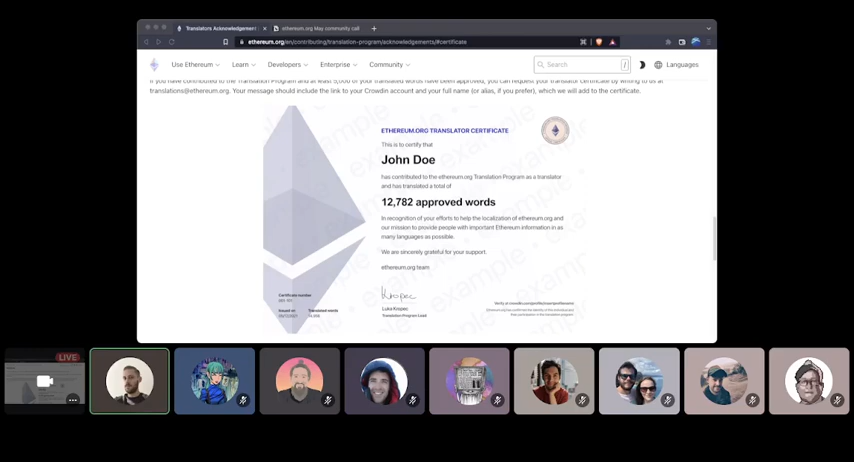 Translators Acknowledgement
ethereum.org May community call
ethereum.org/en/contributing/translation-program/acknowledgements/#certificate
Use Ethereum
Learn
Developers
Enterprise
Community
Search
/
Languages
If you have contributed to the Translation Program and at least 5,000 of your translated words have been approved, you can request your translator certificate by writing to us at
translations@ethereum.org. Your message should include the link to your Crowdin account and your full name (or alias, if you prefer), which we will add to the certificate.
ETHEREUM.ORG TRANSLATOR CERTIFICATE
This is to certify that
John Doe
has contributed to the ethereum.org Translation Program as a translator
and has translated a total of
12,782 approved words
In recognition of your efforts to help the localization of ethereum.org and
our mission to provide people with important Ethereum information in as
many languages as possible.
We are sincerely grateful for your support.
ethereum.org team
Certificate number
Issued on
Translated words
Luka Kropec
Translation Program Lead
example
LIVE